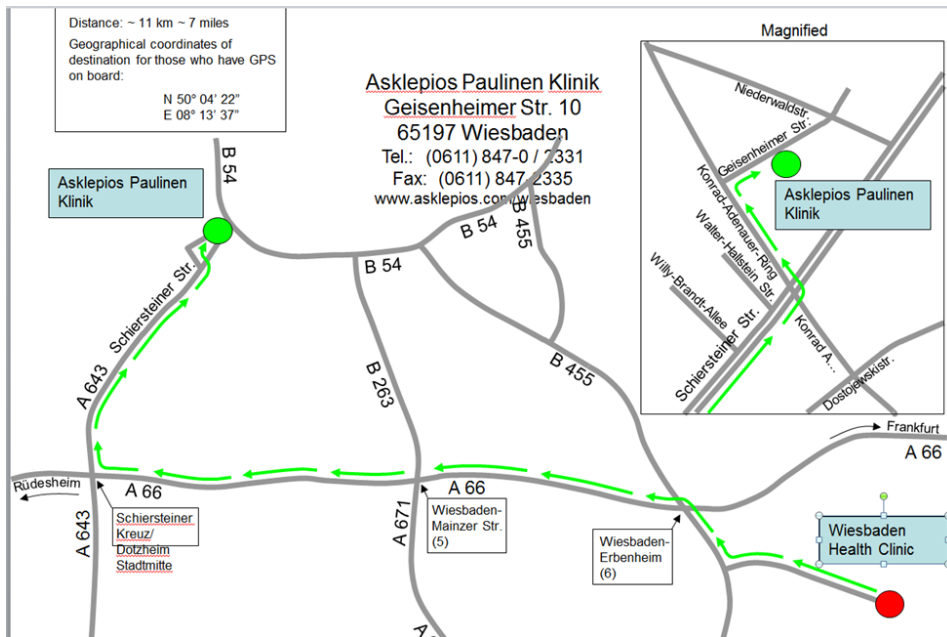 Distance: ~ 11 km ~ 7 miles
Geographical coordinates of
destination for those who have GPS
on board:
N 50° 04' 22"
E 08° 13' 37"
Asklepios Paulinen Klinik
Geisenheimer Str. 10
65197 Wiesbaden
Tel.: (0611) 847-0 / 2331
Fax: (0611) 847-2335
www.asklepios.com/wiesbaden
Magnified
Niederwaldstr.
Geisenheimer Str.
Konrad-Adenauer-Ring
Walter-Hallstein Str.
Willy-Brandt-Allee
Schiersteiner Str.
Konrad A...
Dostojewskistr.
Asklepios Paulinen
Klinik
Asklepios Paulinen
Klinik
B 54
B 54
B 54
B 455
B 455
B 263
Schiersteiner Str.
A 643
Rüdesheim
A 66
A 66
Frankfurt
A 66
A 643
Schiersteiner
Kreuz/
Dotzheim
Stadtmitte
A 671
Wiesbaden-
Mainzer Str.
(5)
Wiesbaden-
Erbenheim
(6)
Wiesbaden
Health Clinic